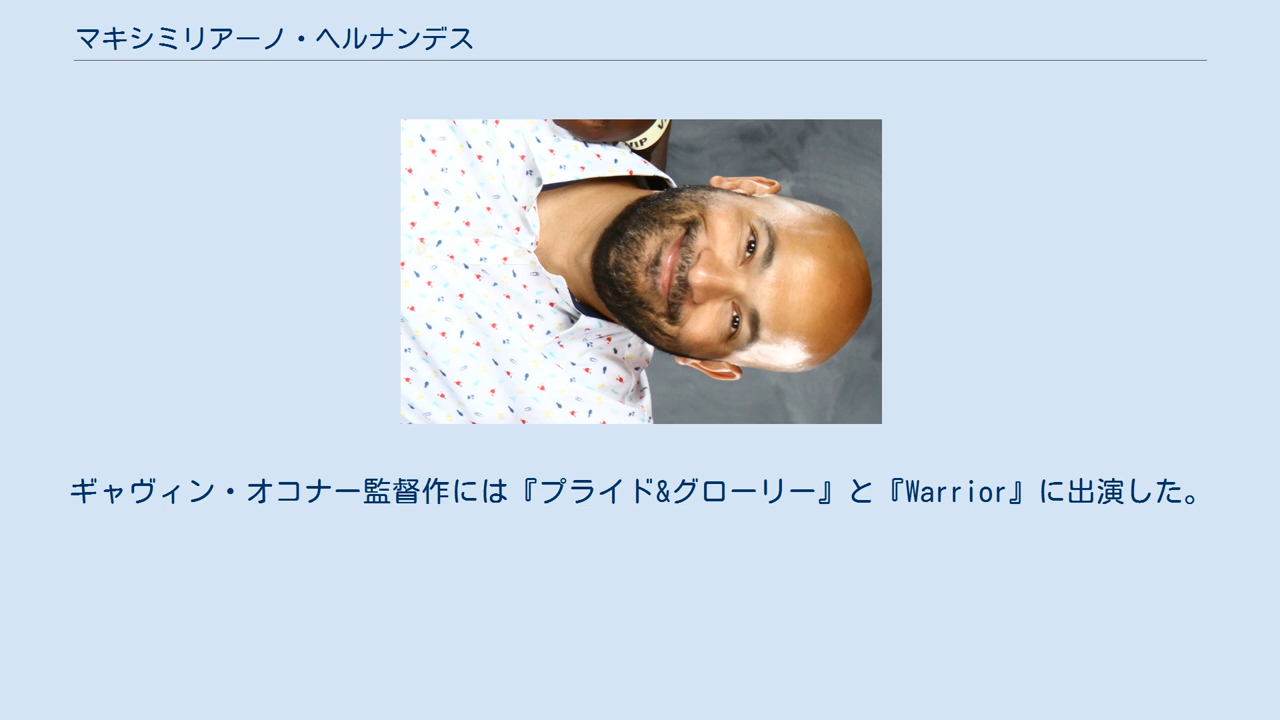 マキシミリアーノ・ヘルナンデス
VIP
ギャヴィン・オコナー監督作には『プライド&グローリー』と『Warrior』に出演した。